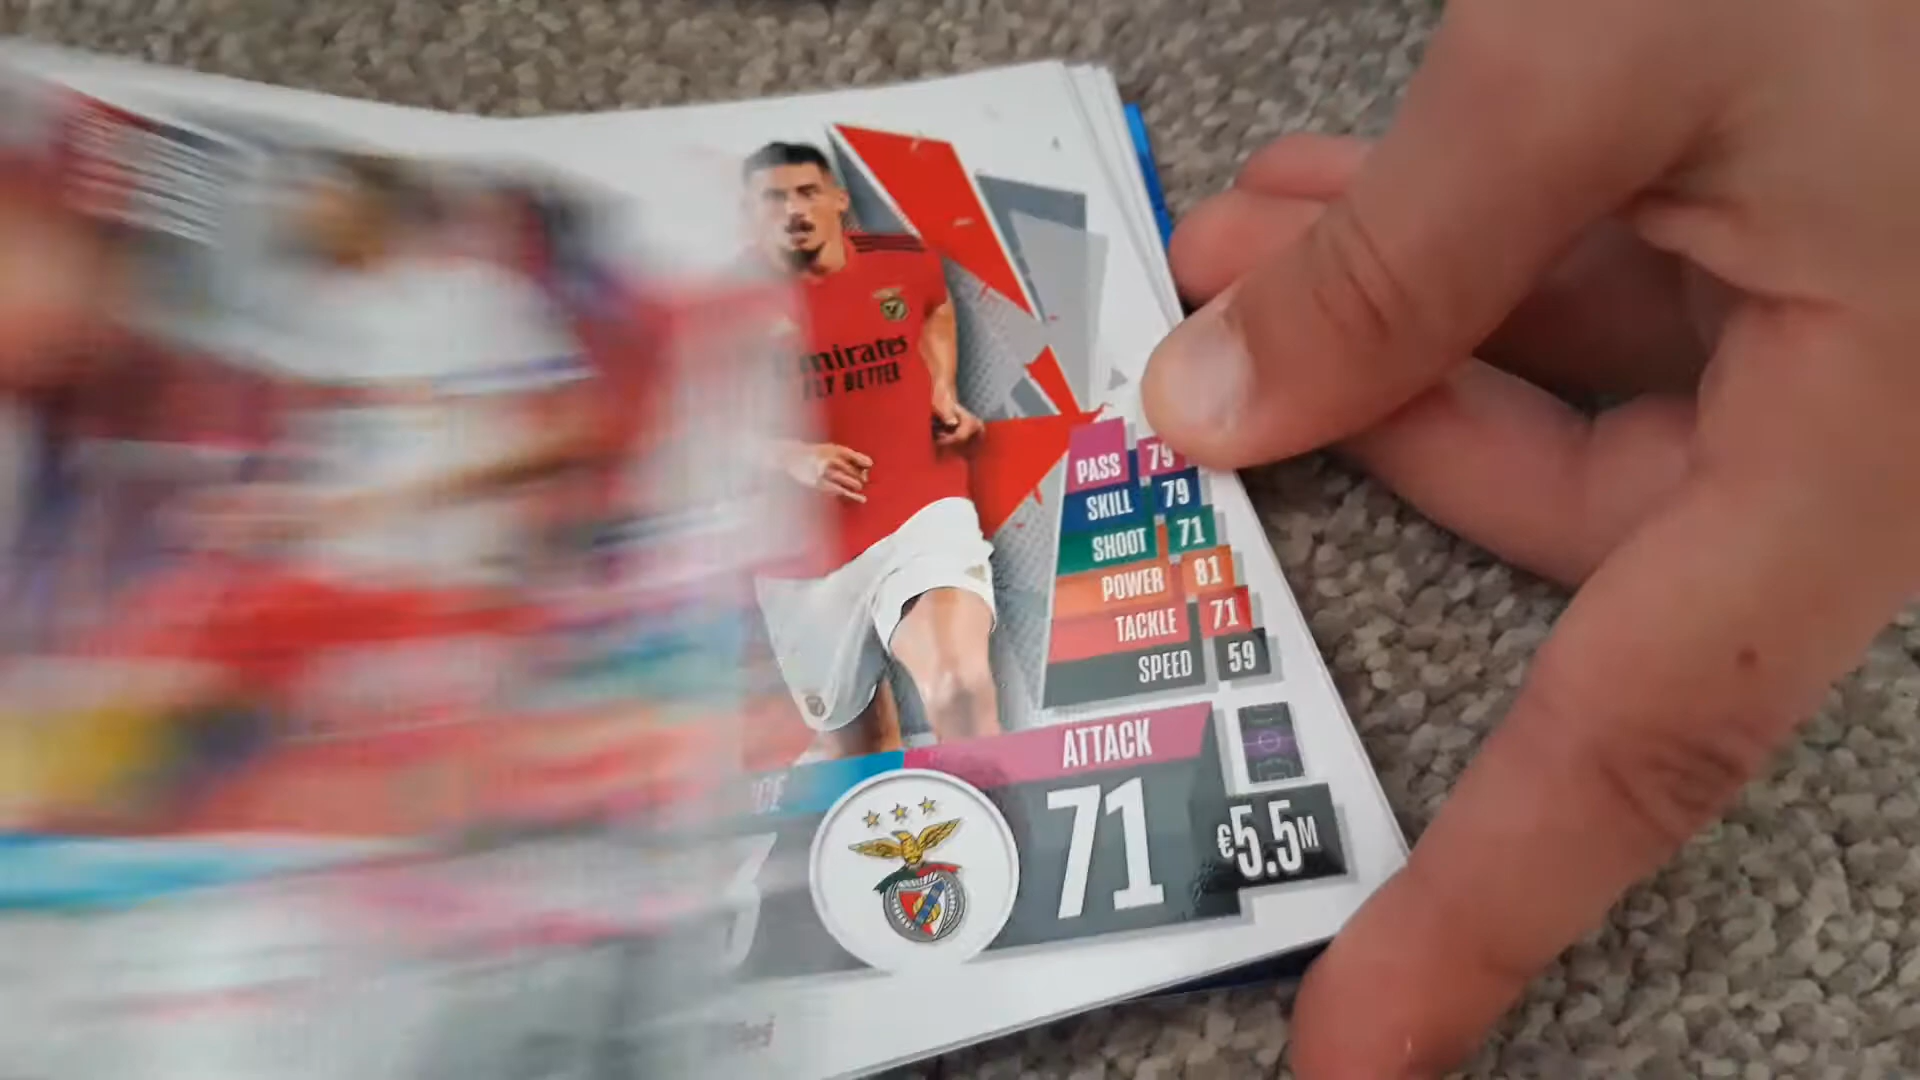 Emirates
FLY BETTER
PASS 79
SKILL 79
SHOOT 71
POWER 81
TACKLE 71
SPEED 59
ATTACK
71
€5.5M